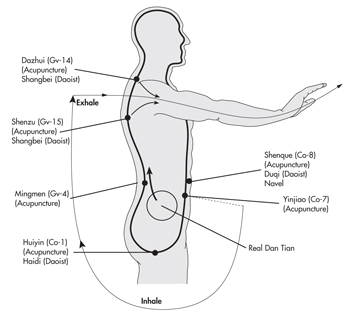 Dazhui (Gv-14)
(Acupuncture)
Shangbei (Daoist)
Exhale
Shenzu (Gv-15)
(Acupuncture)
Shangbei (Daoist)
Shenque (Co-8)
(Acupuncture)
Duqi (Daoist)
Navel
Mingmen (Gv-4)
(Acupuncture)
Yinjiao (Co-7)
(Acupuncture)
Huiyin (Co-1)
(Acupuncture)
Haidi (Daoist)
Real Dan Tian
Inhale